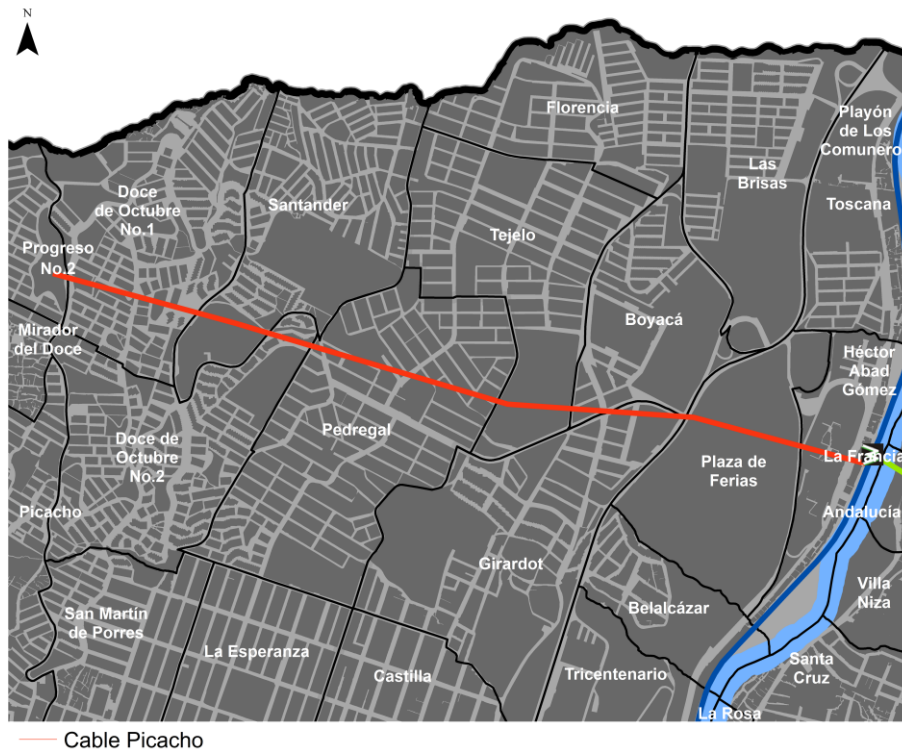 N
Florencia
Playón
de Los
Comunero
Las
Brisas
Doce
de Octubre
No.1
Santander
Toscana
Tejelo
Progreso
No.2
Boyacá
Mirador
del Doce
Héctor
Abad
Gómez
Pedregal
Doce de
Octubre
No.2
La Francia
Plaza de
Ferias
Picacho
Andalucía
Girardot
Villa
Niza
Belalcázar
San Martín
de Porres
La Esperanza
Santa
Cruz
Castilla
Tricentenario
La Rosa
Cable Picacho